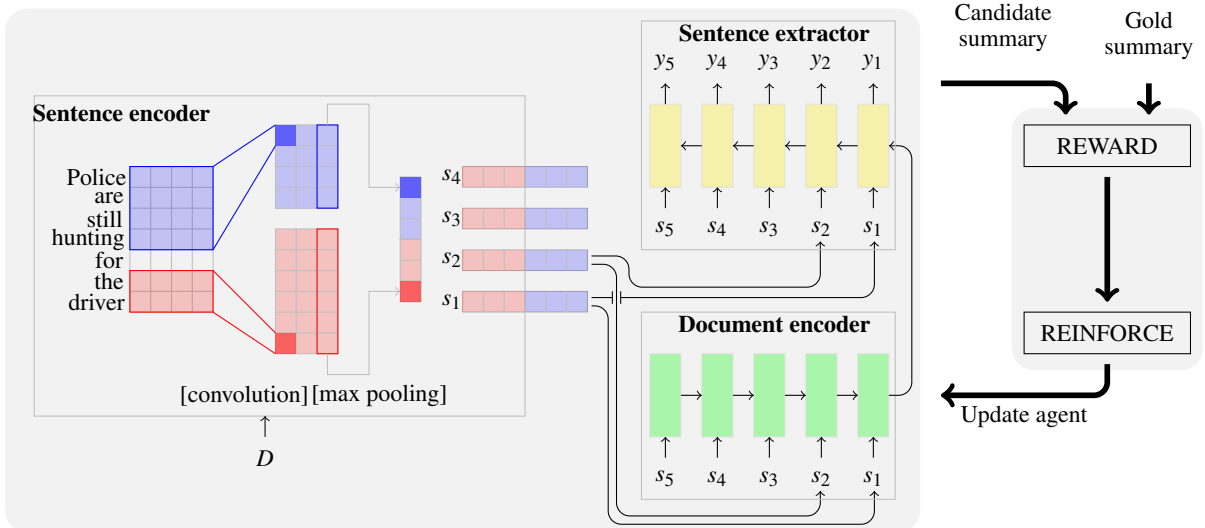 Sentence encoder
Police
are
still
hunting
for
the
driver
[convolution] [max pooling]
D
s4
s3
s2
s1
Sentence extractor
y5 y4 y3 y2 y1
s5 s4 s3 s2 s1
Document encoder
s5 s4 s3 s2 s1
Candidate
summary
Gold
summary
REWARD
REINFORCE
Update agent